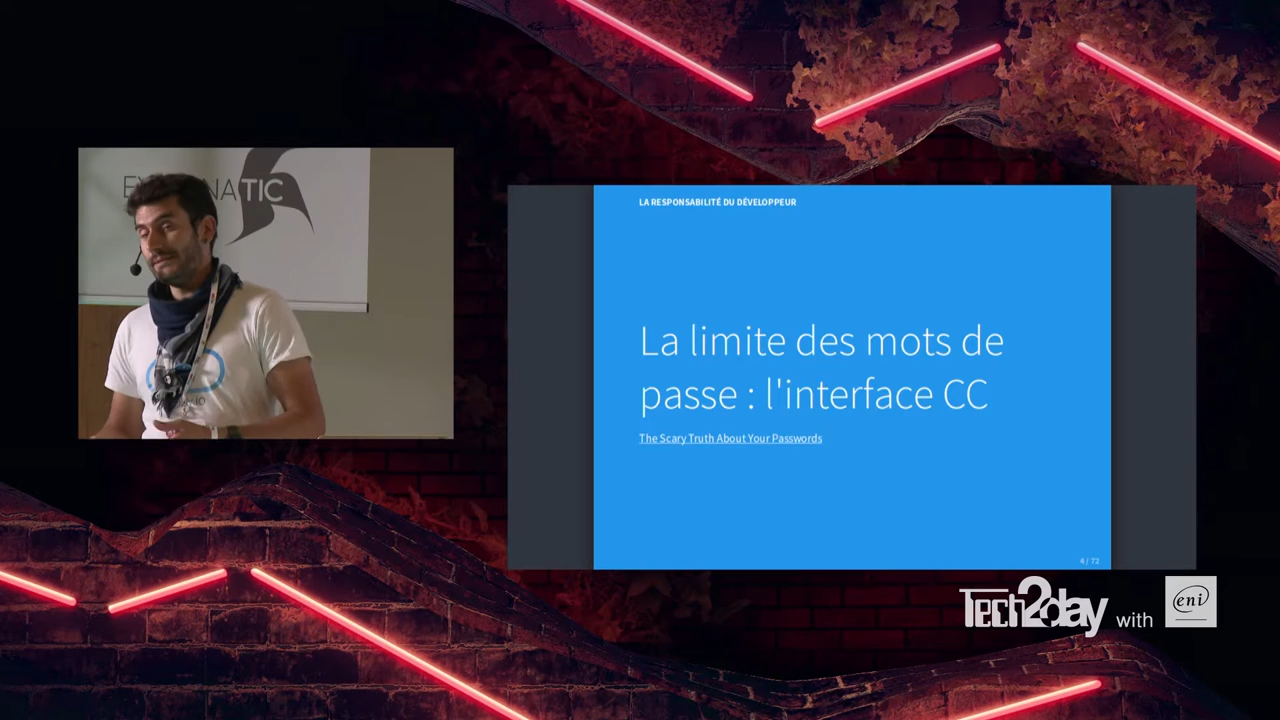 TIC
LA RESPONSABILITÉ DU DÉVELOPPEUR
La limite des mots de
passe : l'interface CC
The Scary Truth About Your Passwords
4 / 72
Tech2day with eni